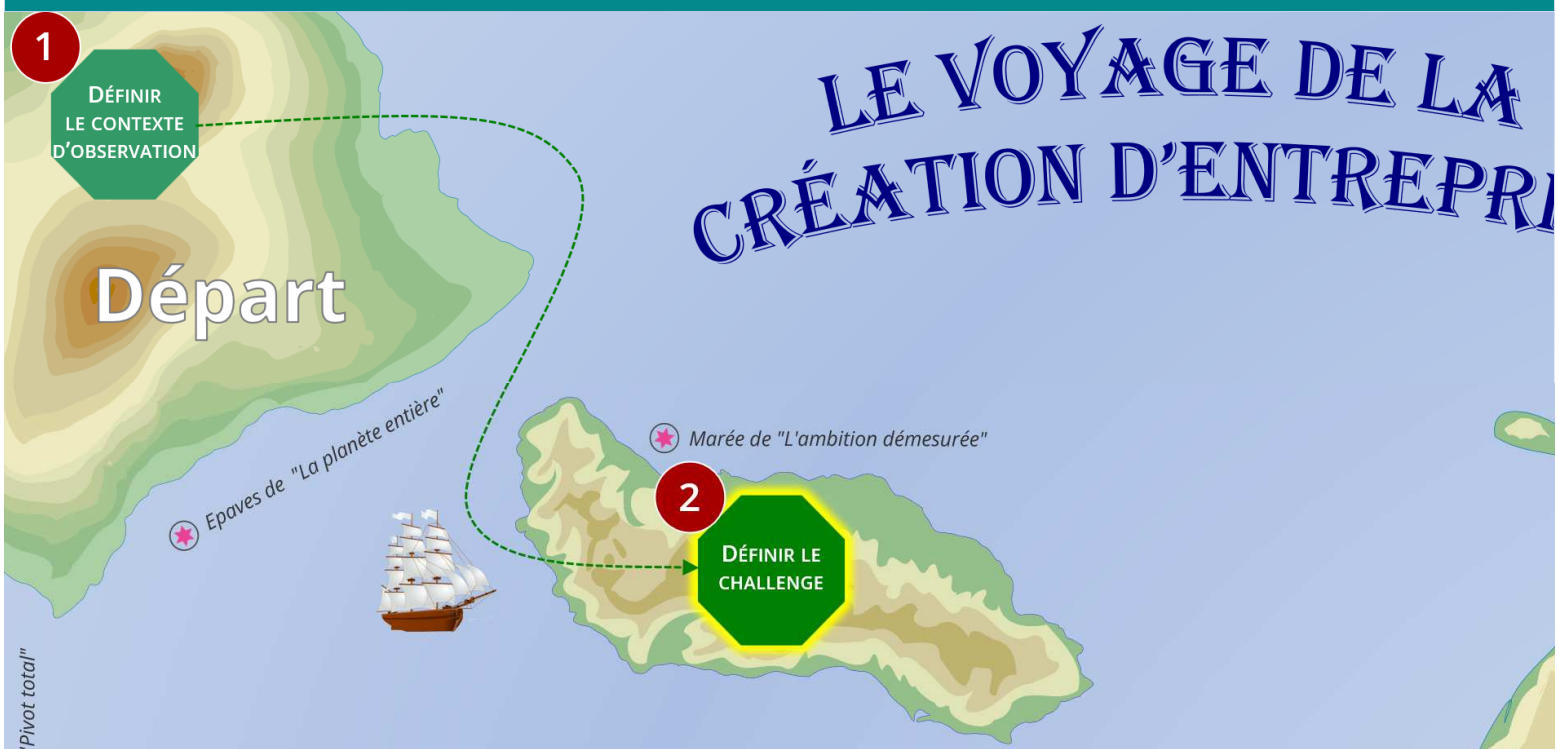 LE VOYAGE DE LA
CRÉATION D'ENTREPRI
1
DÉFINIR
LE CONTEXTE
D'OBSERVATION
Départ
Epaves de "La planète entière"
Marée de "L'ambition démesurée"
2
DÉFINIR LE
CHALLENGE
"Pivot total"